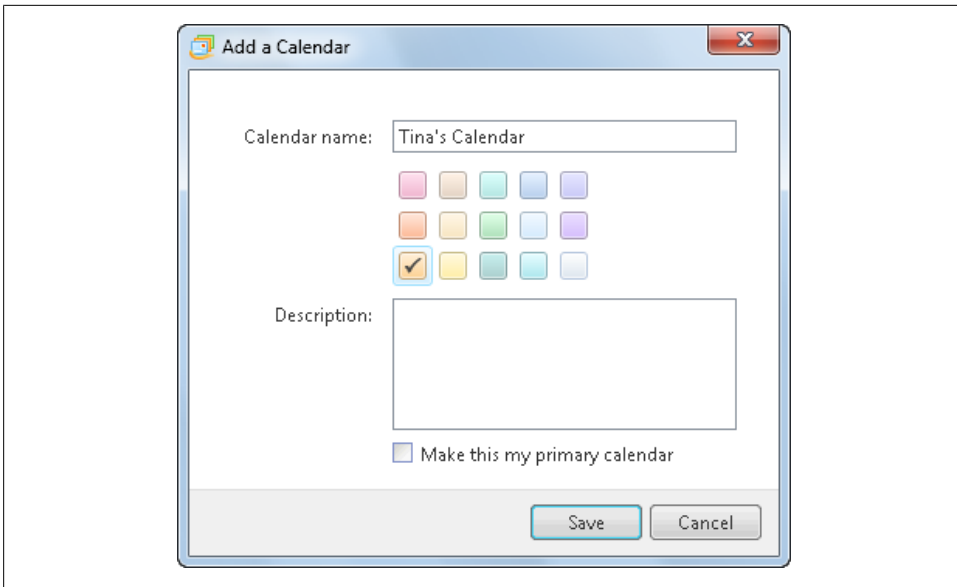 Add a Calendar
Calendar name: Tina's Calendar
Description:
Make this my primary calendar
Save Cancel